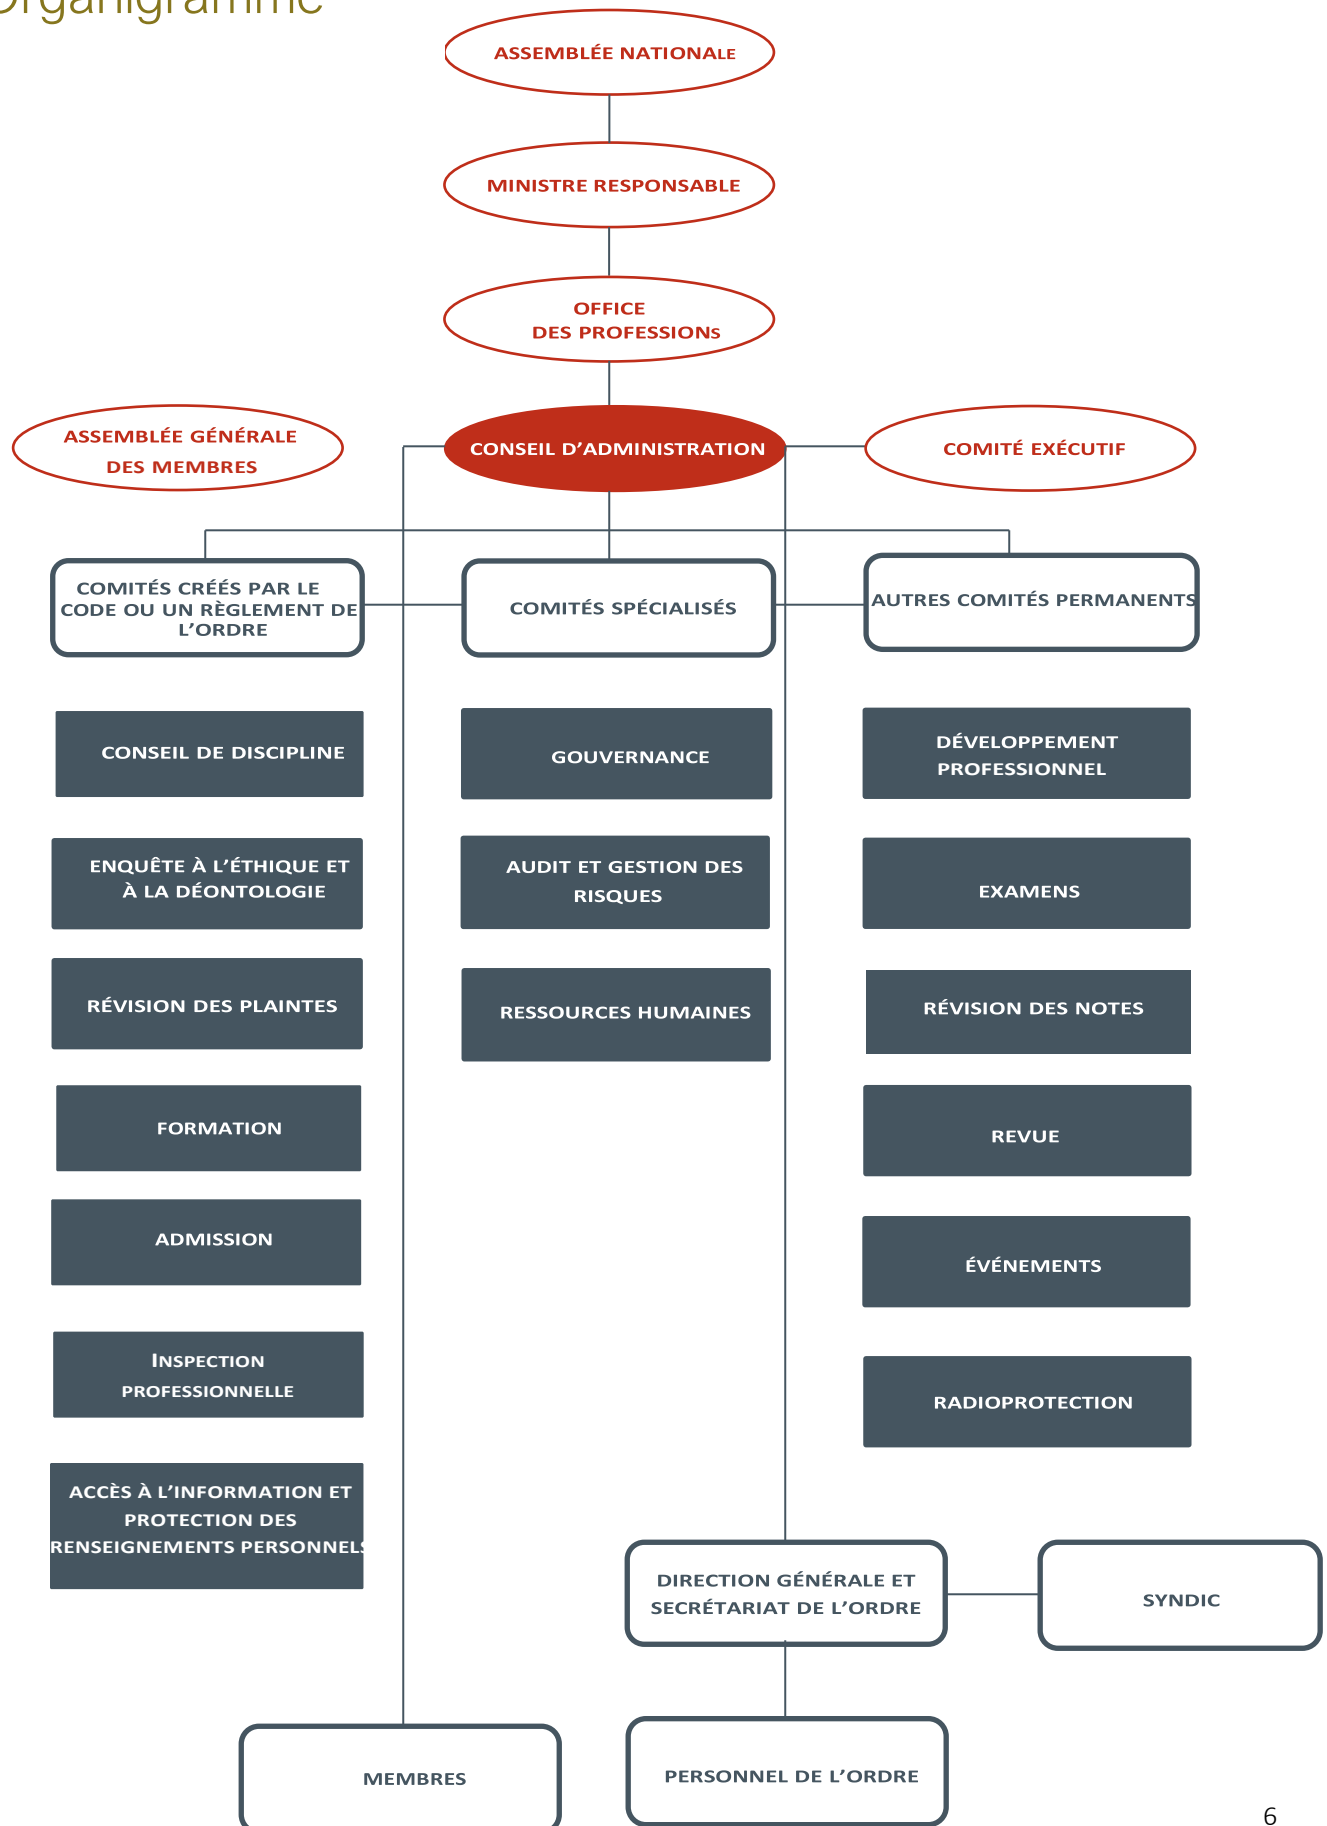 Organigramme
ASSEMBLÉE NATIONALE
MINISTRE RESPONSABLE
OFFICE
DES PROFESSIONS
ASSEMBLÉE GÉNÉRALE
DES MEMBRES
CONSEIL D’ADMINISTRATION
COMITÉ EXÉCUTIF
COMITÉS CRÉÉS PAR LE
CODE OU UN RÈGLEMENT DE
L’ORDRE
COMITÉS SPÉCIALISÉS
AUTRES COMITÉS PERMANENTS
CONSEIL DE DISCIPLINE
ENQUÊTE À L’ÉTHIQUE ET
À LA DÉONTOLOGIE
RÉVISION DES PLAINTES
FORMATION
ADMISSION
INSPECTION
PROFESSIONNELLE
ACCÈS À L’INFORMATION ET
PROTECTION DES
RENSEIGNEMENTS PERSONNELS
GOUVERNANCE
AUDIT ET GESTION DES
RISQUES
RESSOURCES HUMAINES
DÉVELOPPEMENT
PROFESSIONNEL
EXAMENS
RÉVISION DES NOTES
REVUE
ÉVÉNEMENTS
RADIOPROTECTION
DIRECTION GÉNÉRALE ET
SECRÉTARIAT DE L’ORDRE
SYNDIC
MEMBRES
PERSONNEL DE L’ORDRE
6